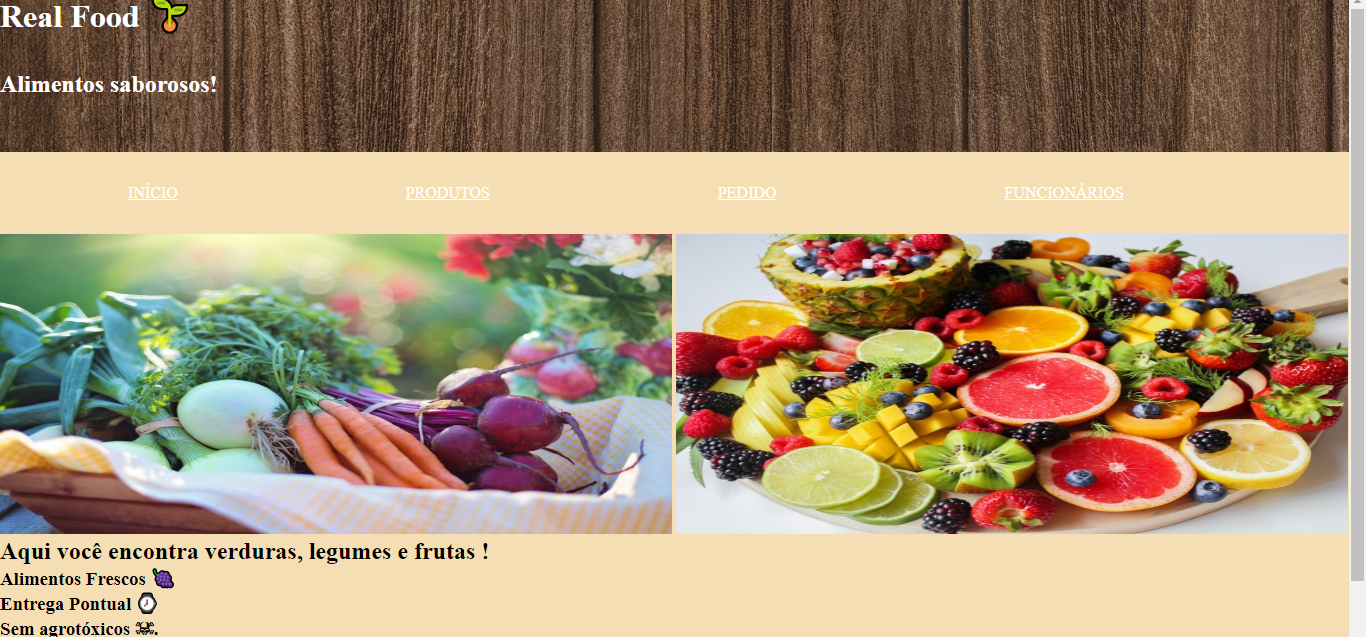 Real Food 🌱
Alimentos saborosos!
INÍCIO PRODUTOS PEDIDO FUNCIONÁRIOS
Aqui você encontra verduras, legumes e frutas !
Alimentos Frescos 🍇
Entrega Pontual ⌚
Sem agrotóxicos ☠.